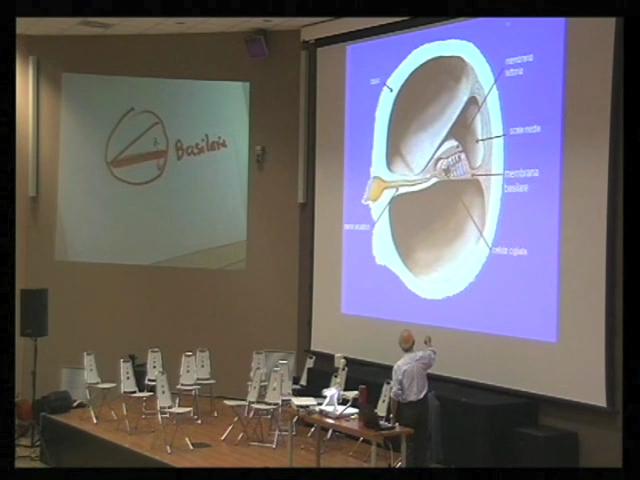 Basilare
membrana
tettoria
scala media
membrana
basilare
cellule cigliate